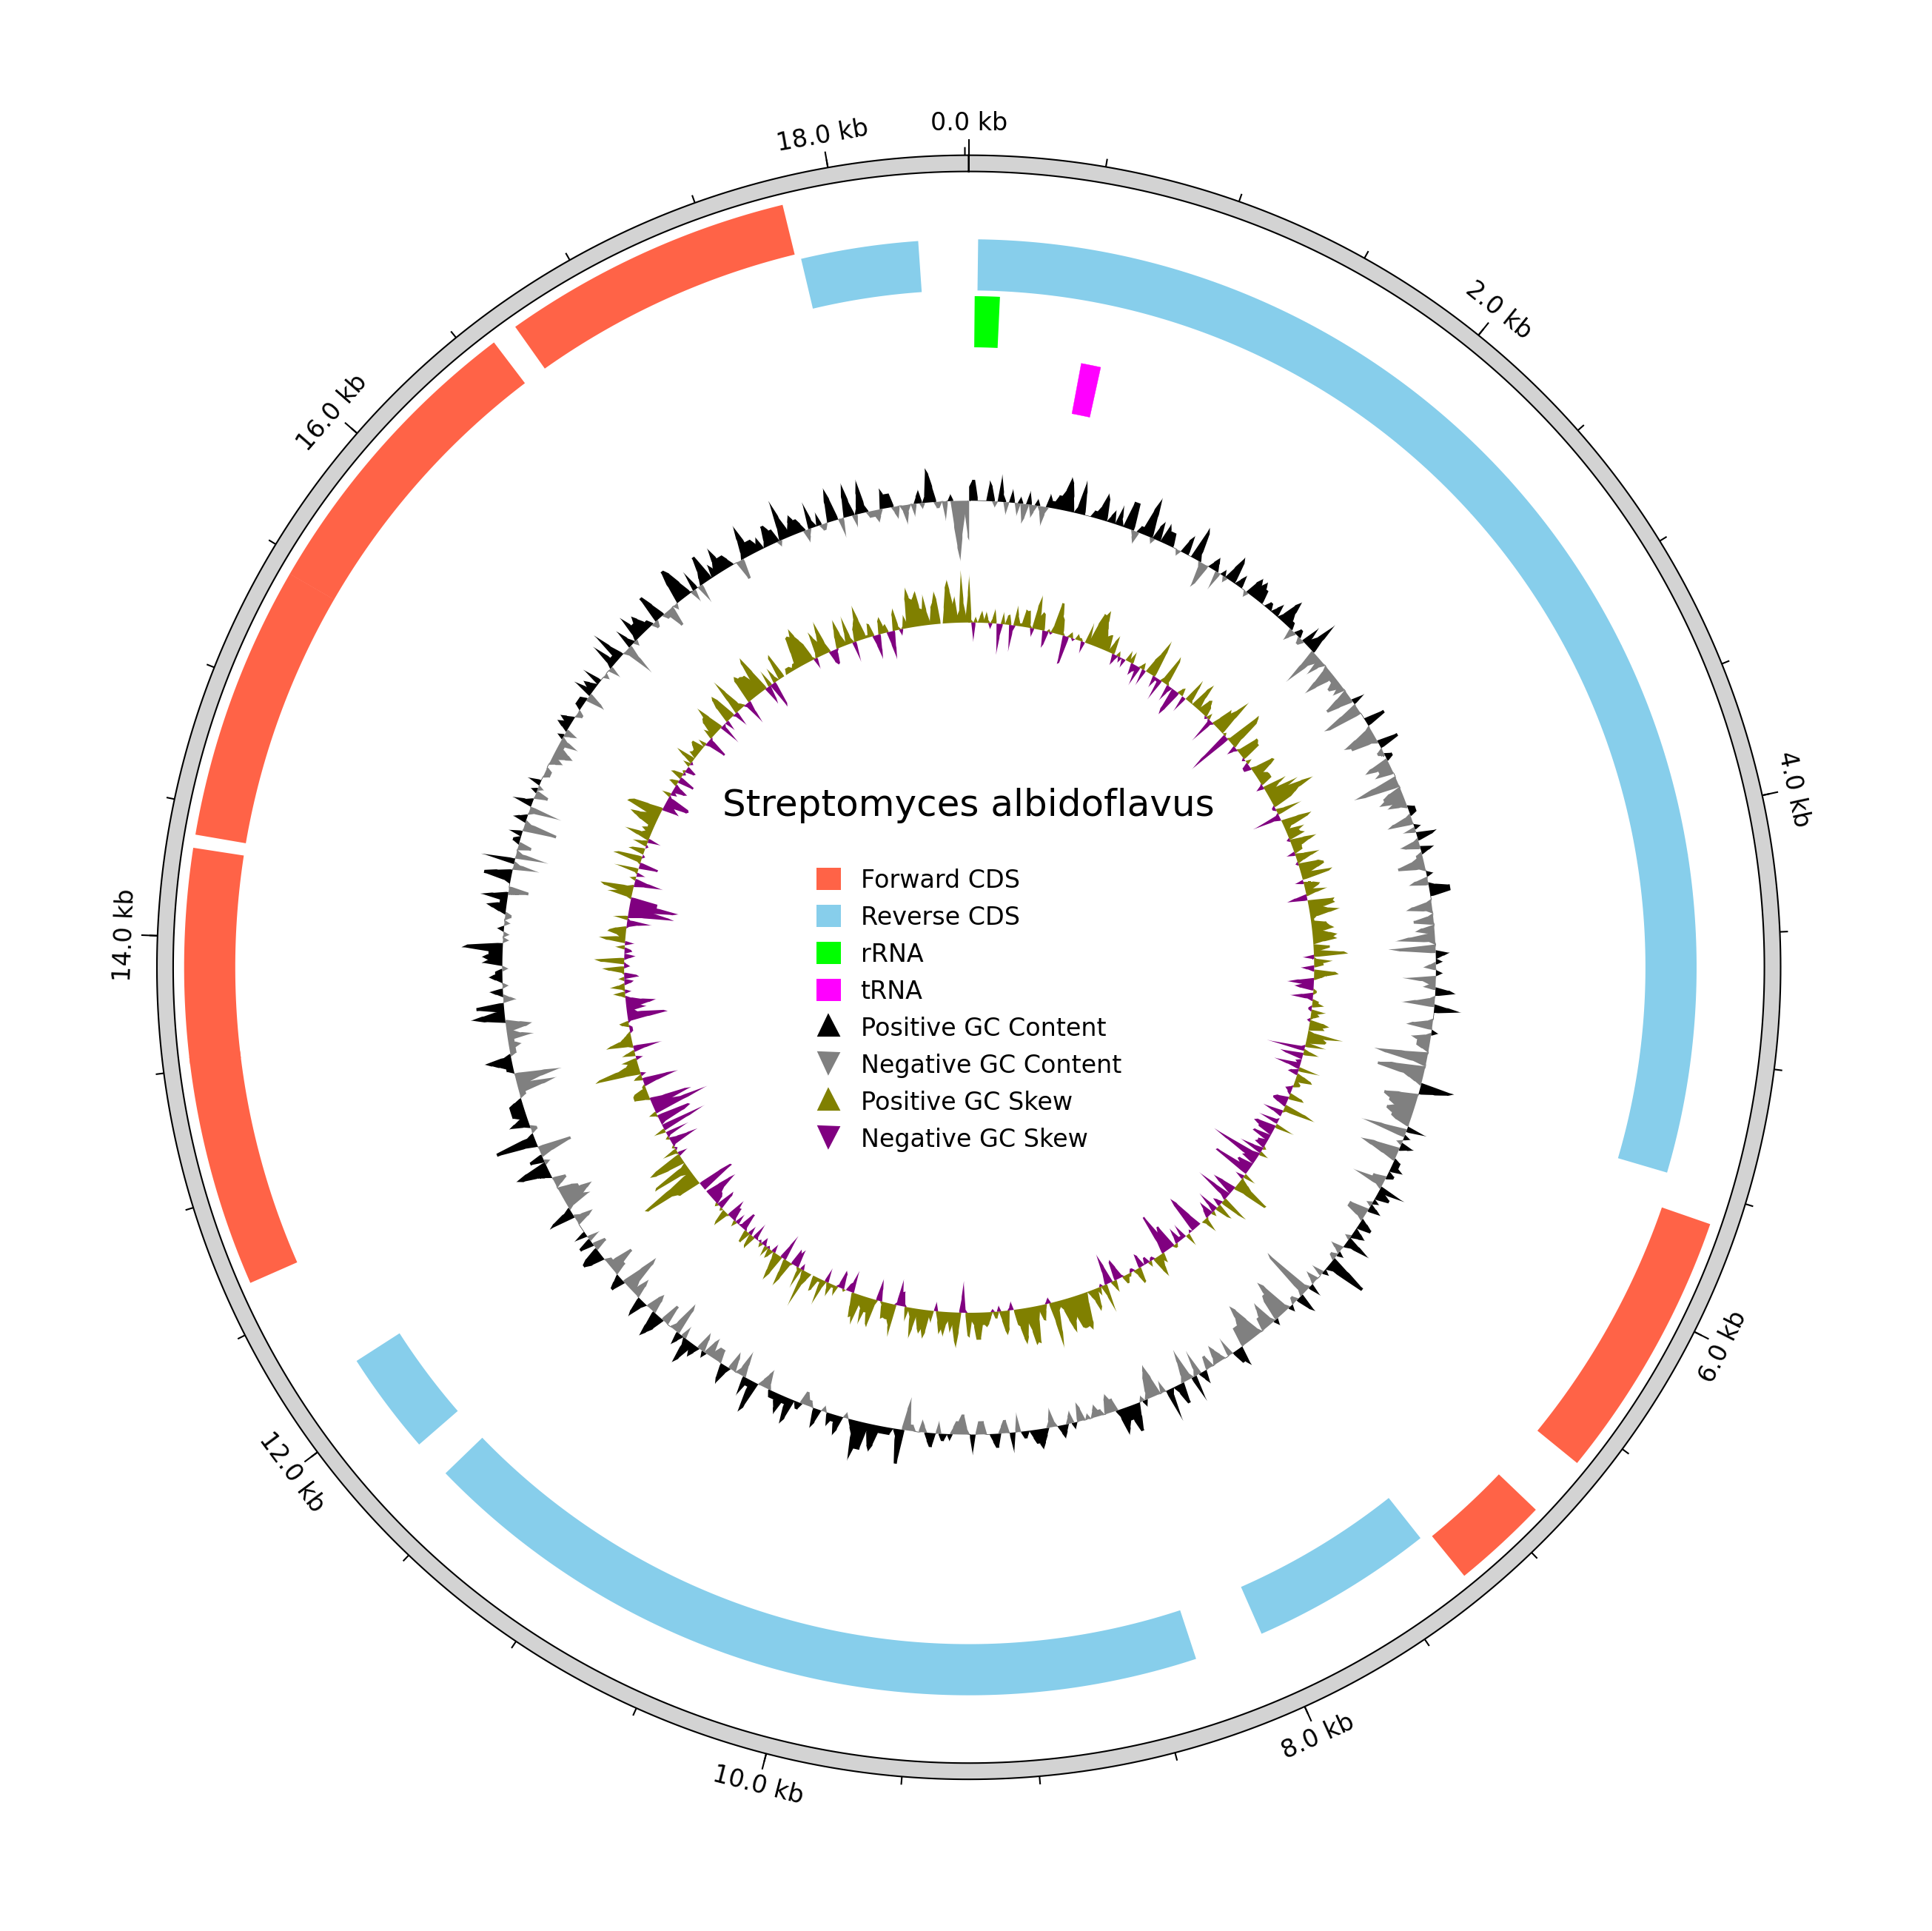 0.0 kb
2.0 kb
4.0 kb
6.0 kb
8.0 kb
10.0 kb
12.0 kb
14.0 kb
16.0 kb
18.0 kb
Streptomyces albidoflavus
Forward CDS
Reverse CDS
rRNA
tRNA
Positive GC Content
Negative GC Content
Positive GC Skew
Negative GC Skew